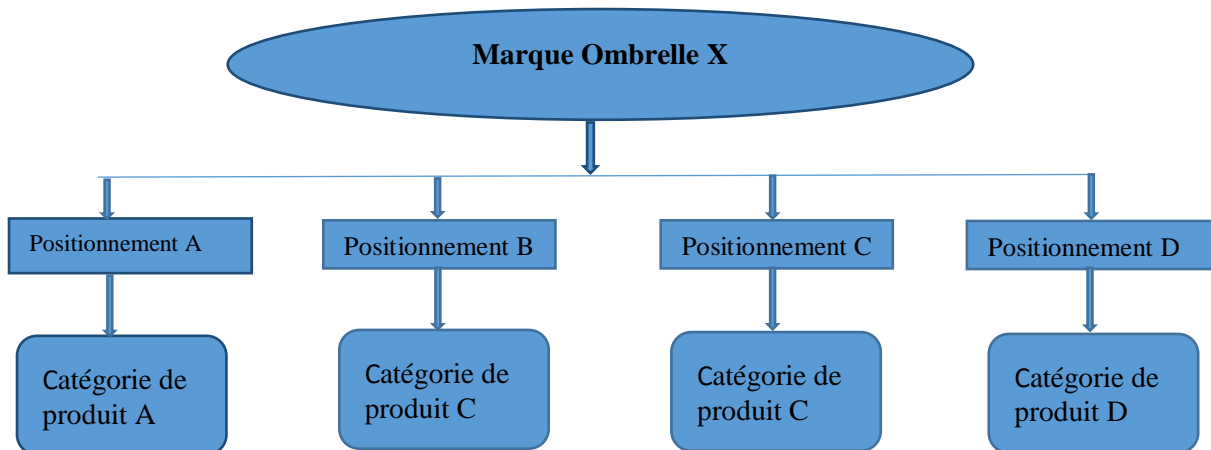 Marque Ombrelle X
Positionnement A
Positionnement B
Positionnement C
Positionnement D
Catégorie de
produit A
Catégorie de
produit C
Catégorie de
produit C
Catégorie de
produit D